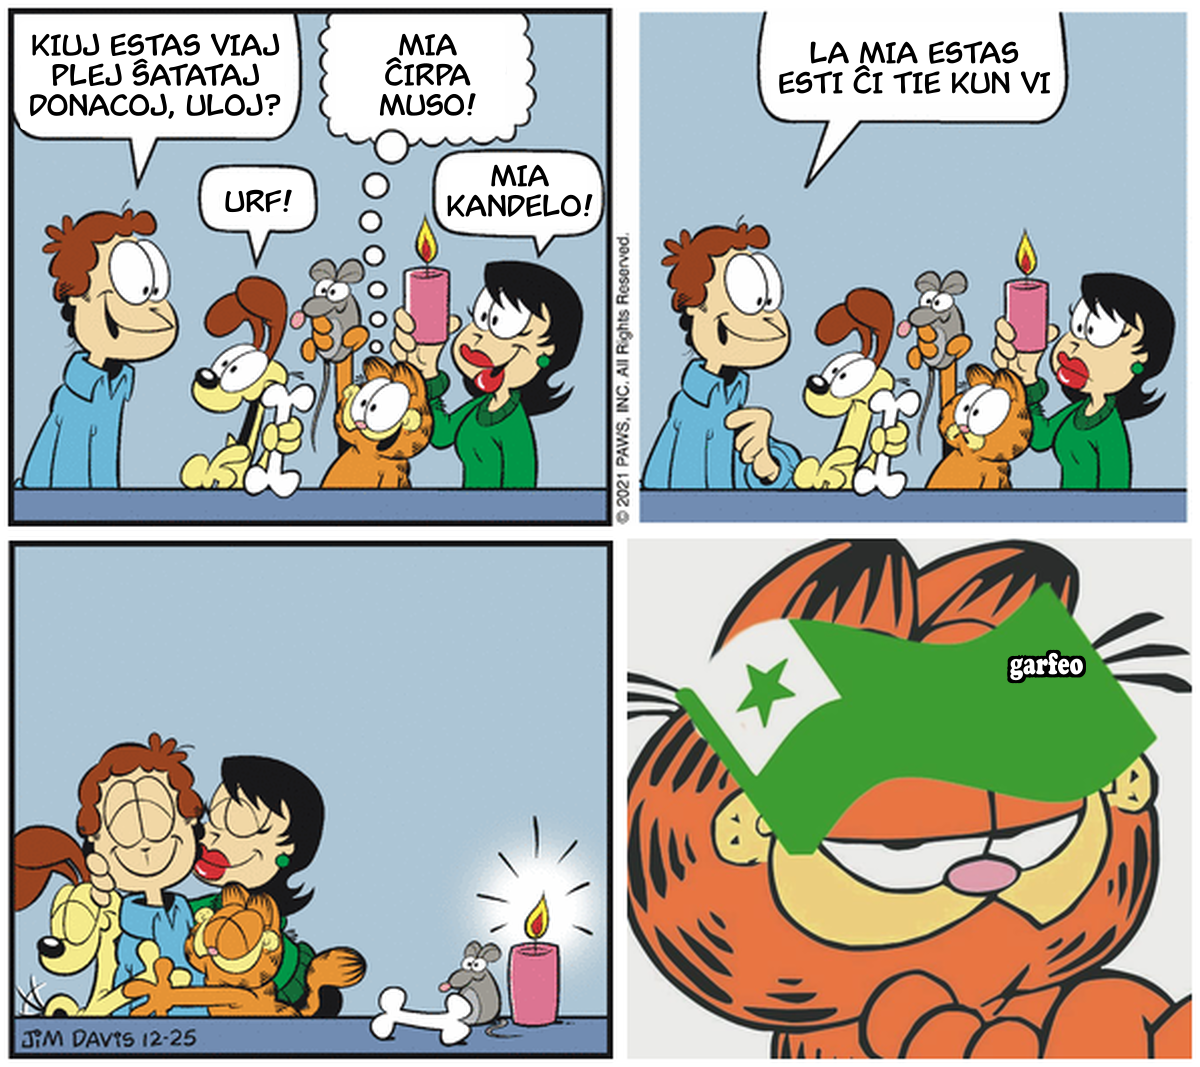 KIUJ ESTAS VIAJ
PLEJ ŜATATAJ
DONACOJ, ULOJ?
URF!
MIA
ĈIRPA
MUSO!
MIA
KANDELO!
© 2021 PAWS, INC. All Rights Reserved.
LA MIA ESTAS
ESTI ĈI TIE KUN VI
JIM DAVIS 12-25
garfeo